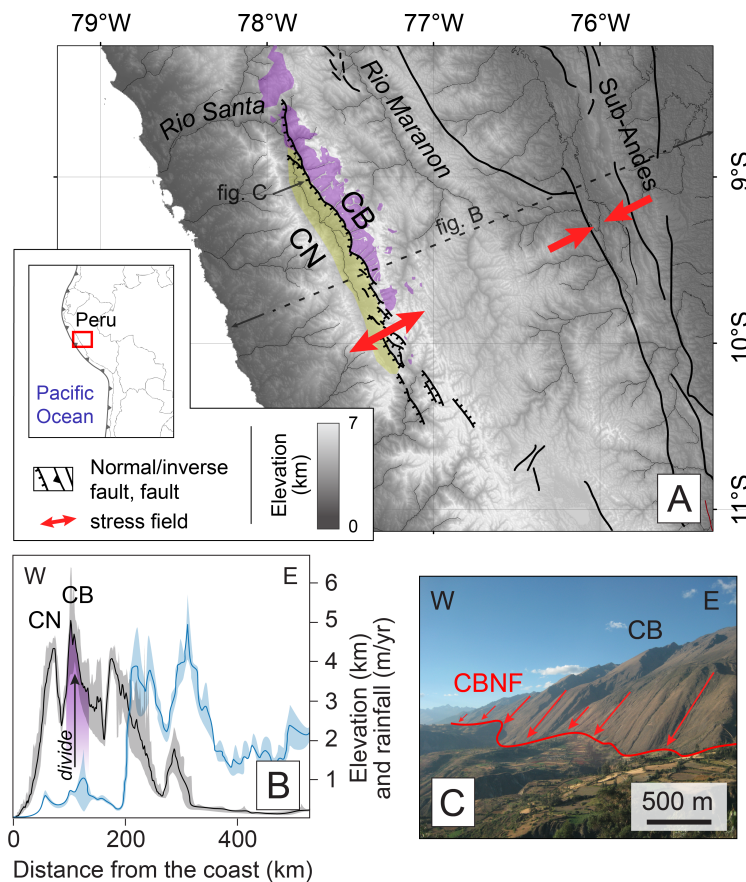 79°W
78°W
77°W
76°W
Rio Santa
Rio Maranon
Sub-Andes
9°S
fig. C
CB
fig. B
CN
10°S
Peru
Pacific
Ocean
7
Elevation
(km)
0
Normal/inverse
fault, fault
stress field
A
11°S
W
E
CB
CN
6
5
4
3
2
1
divide
B
Elevation (km)
and rainfall (m/yr)
0
200
400
Distance from the coast (km)
W
E
CB
CBNF
C
500 m